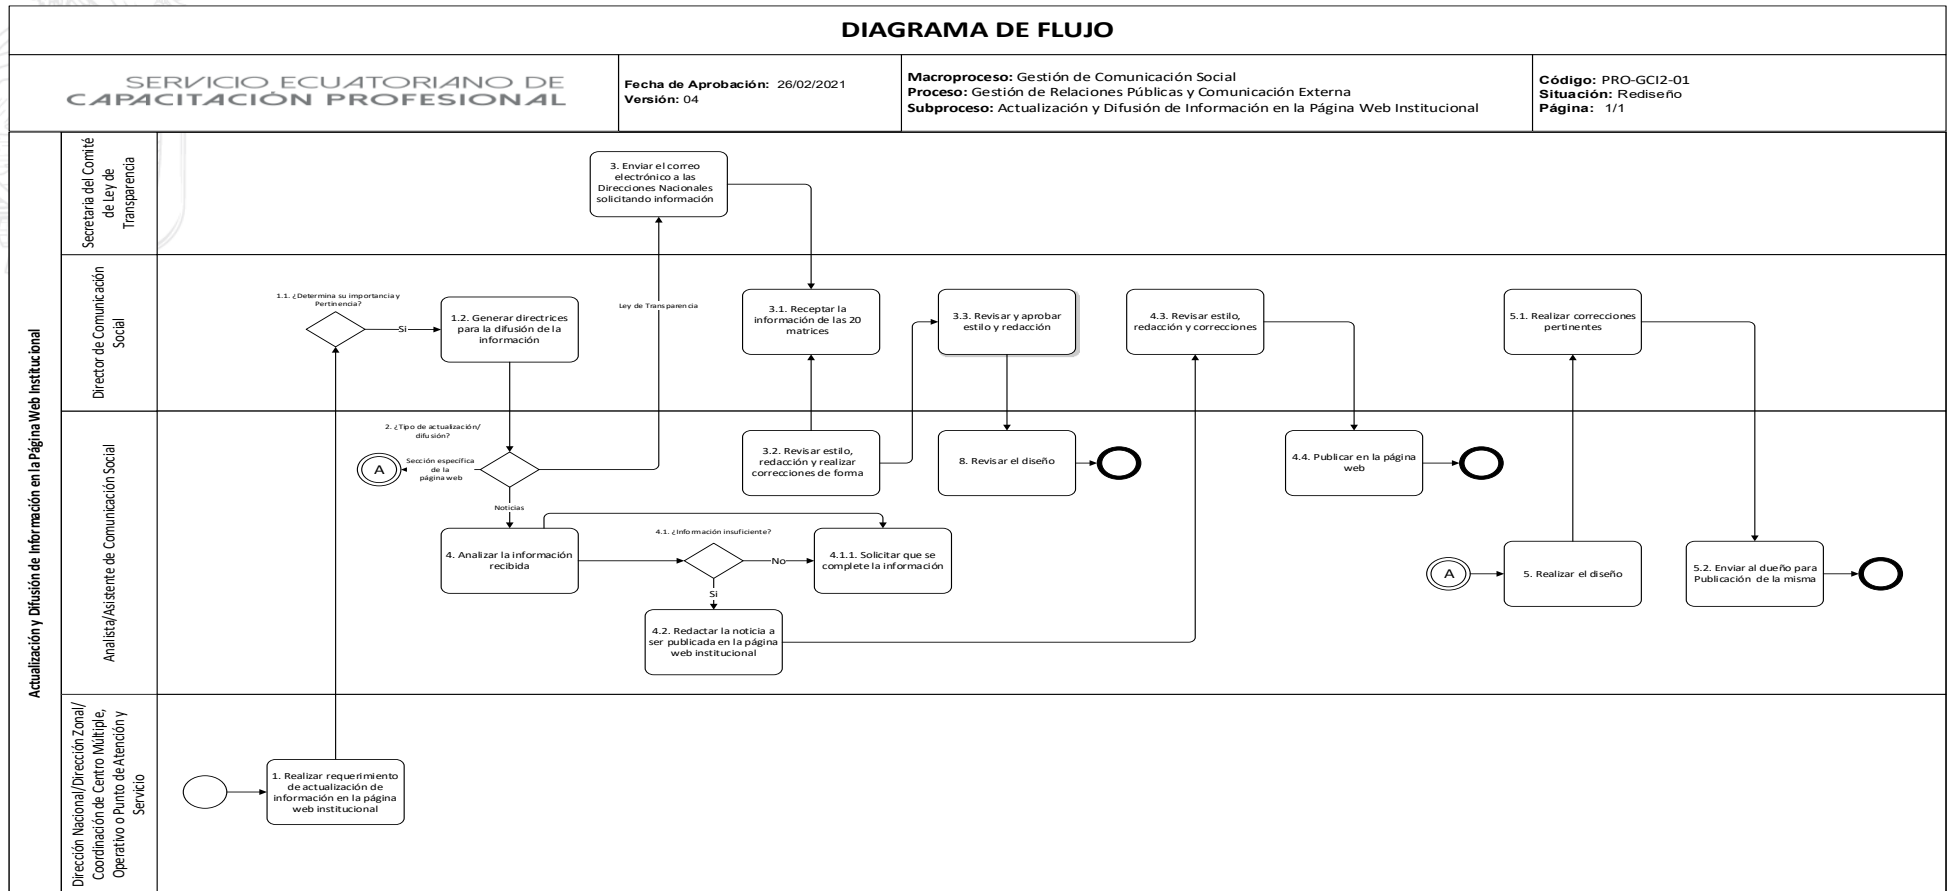 DIAGRAMA DE FLUJO
SERVICIO ECUATORIANO DE
CAPACITACIÓN PROFESIONAL
Fecha de Aprobación: 26/02/2021
Versión: 04
Macroproceso: Gestión de Comunicación Social
Proceso: Gestión de Relaciones Públicas y Comunicación Externa
Subproceso: Actualización y Difusión de Información en la Página Web Institucional
Código: PRO-GCI2-01
Situación: Rediseño
Página: 1/1
Actualización y Difusión de Información en la Página Web Institucional
Secretaria del Comité
de Ley de
Transparencia
3. Enviar el correo
electrónico a las
Direcciones Nacionales
solicitando información
Director de Comunicación
Social
1.1. ¿Determina su importancia y
Pertinencia?
Si
1.2. Generar directrices
para la difusión de la
información
Ley de Transparencia
3.1. Receptar la
información de las 20
matrices
3.3. Revisar y aprobar
estilo y redacción
4.3. Revisar estilo,
redacción y correcciones
5.1. Realizar correcciones
pertinentes
Analista/Asistente de Comunicación Social
2. ¿Tipo de actualización/
difusión?
A
Sección específica
de la
página web
Noticias
3.2. Revisar estilo,
redacción y realizar
correcciones de forma
8. Revisar el diseño
4.4. Publicar en la página
web
4. Analizar la información
recibida
4.1. ¿Información insuficiente?
No
Si
4.1.1. Solicitar que se
complete la información
4.2. Redactar la noticia a
ser publicada en la página
web institucional
A
5. Realizar el diseño
5.2. Enviar al dueño para
Publicación de la misma
Dirección Nacional/Dirección Zonal/
Coordinación de Centro Múltiple,
Operativo o Punto de Atención y
Servicio
1. Realizar requerimiento
de actualización de
información en la página
web institucional